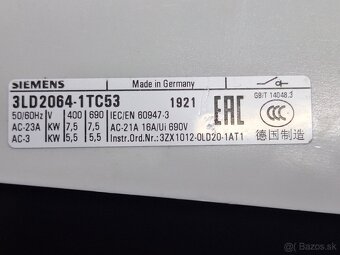 SIEMENS
Made in Germany
3LD2064-1TC53
1921
EAC
CCC
GB/T 14048.3
50/60Hz V 400 690 IEC/EN 60947-3
AC-23A KW 7,5 7,5 AC-21A 16A/Ui 690V
AC-3 KW 5,5 5,5 Instr.Ord.Nr.:3ZX1012-0LD20-1AT1
德国制造
bazar.sk